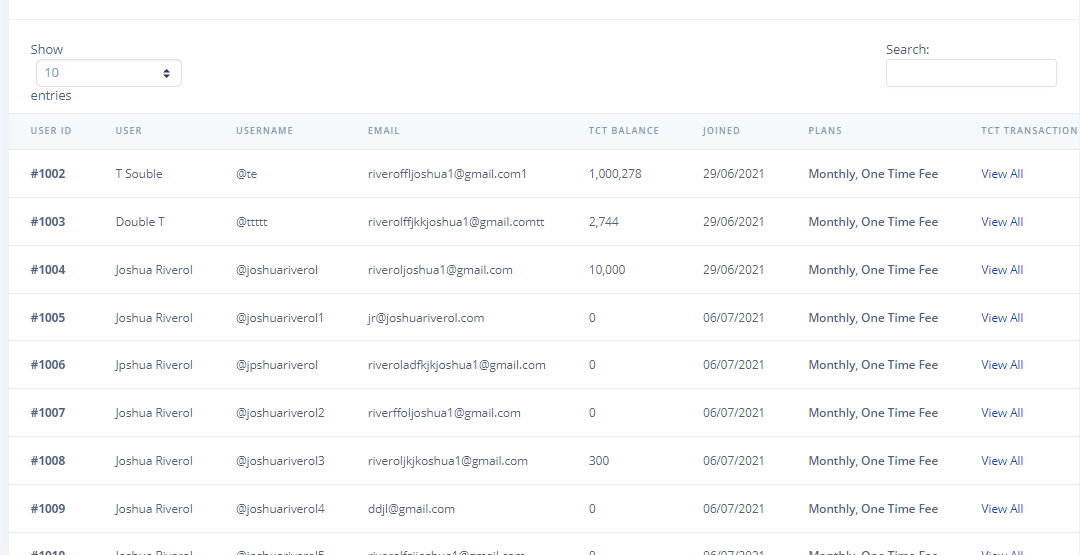 Show
10
entries
Search:
USER ID USER USERNAME EMAIL TCT BALANCE JOINED PLANS TCT TRANSACTION
#1002 T Souble @te riveroffljoshua1@gmail.com1 1,000,278 29/06/2021 Monthly, One Time Fee View All
#1003 Double T @ttttt riverolffjkkjoshua1@gmail.comtt 2,744 29/06/2021 Monthly, One Time Fee View All
#1004 Joshua Riverol @joshuariverol riveroljoshua1@gmail.com 10,000 29/06/2021 Monthly, One Time Fee View All
#1005 Joshua Riverol @joshuariverol1 jr@joshuariverol.com 0 06/07/2021 Monthly, One Time Fee View All
#1006 Jpshua Riverol @jpshuariverol riveroladfkjkjoshua1@gmail.com 0 06/07/2021 Monthly, One Time Fee View All
#1007 Joshua Riverol @joshuariverol2 riverffoljoshua1@gmail.com 0 06/07/2021 Monthly, One Time Fee View All
#1008 Joshua Riverol @joshuariverol3 riveroljkjkoshua1@gmail.com 300 06/07/2021 Monthly, One Time Fee View All
#1009 Joshua Riverol @joshuariverol4 ddjl@gmail.com 0 06/07/2021 Monthly, One Time Fee View All
#1010 Joshua Riverol @joshuariverol5 0 06/07/2021 Monthly, One Time Fee View All